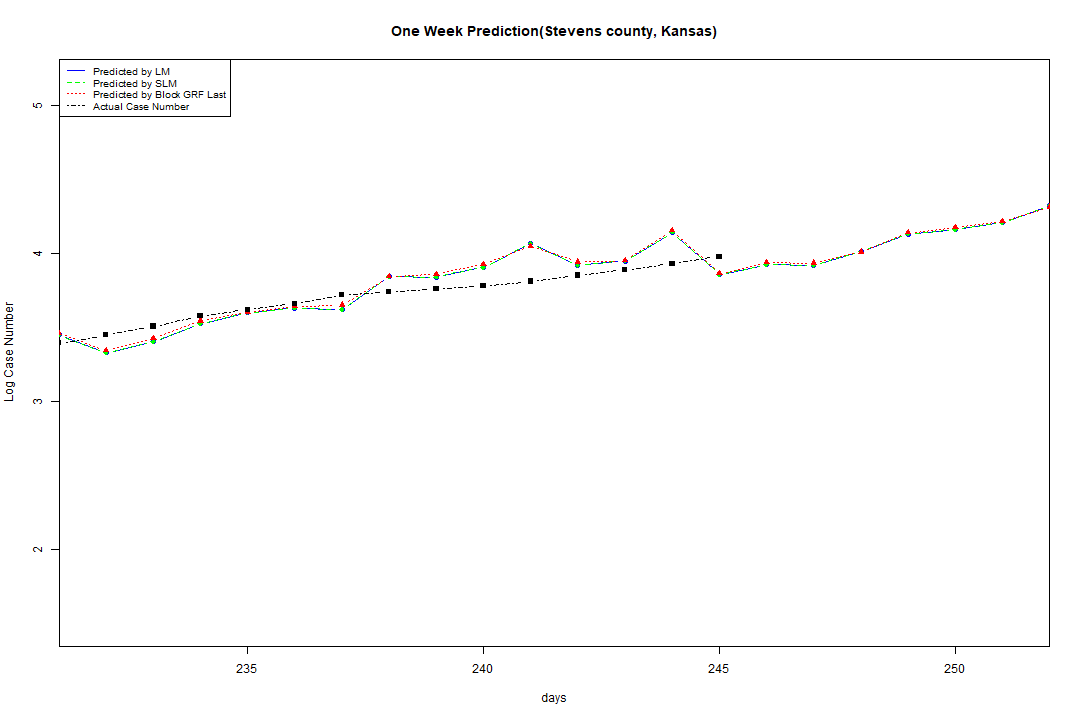 One Week Prediction(Stevens county, Kansas)
Predicted by LM
Predicted by SLM
Predicted by Block GRF Last
Actual Case Number
5
4
3
2
Log Case Number
235 240 245 250
days